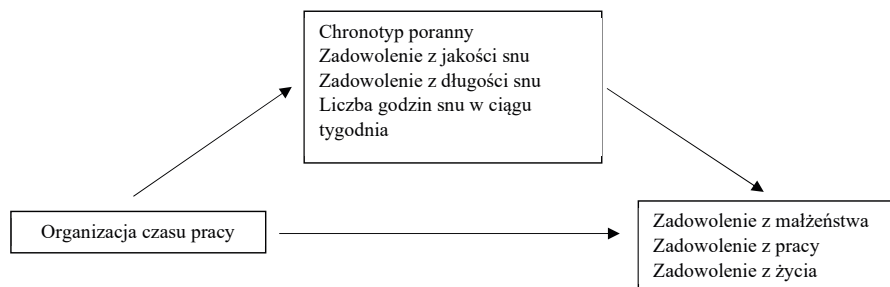 Chronotyp poranny
Zadowolenie z jakości snu
Zadowolenie z długości snu
Liczba godzin snu w ciągu
tygodnia
Organizacja czasu pracy
Zadowolenie z małżeństwa
Zadowolenie z pracy
Zadowolenie z życia